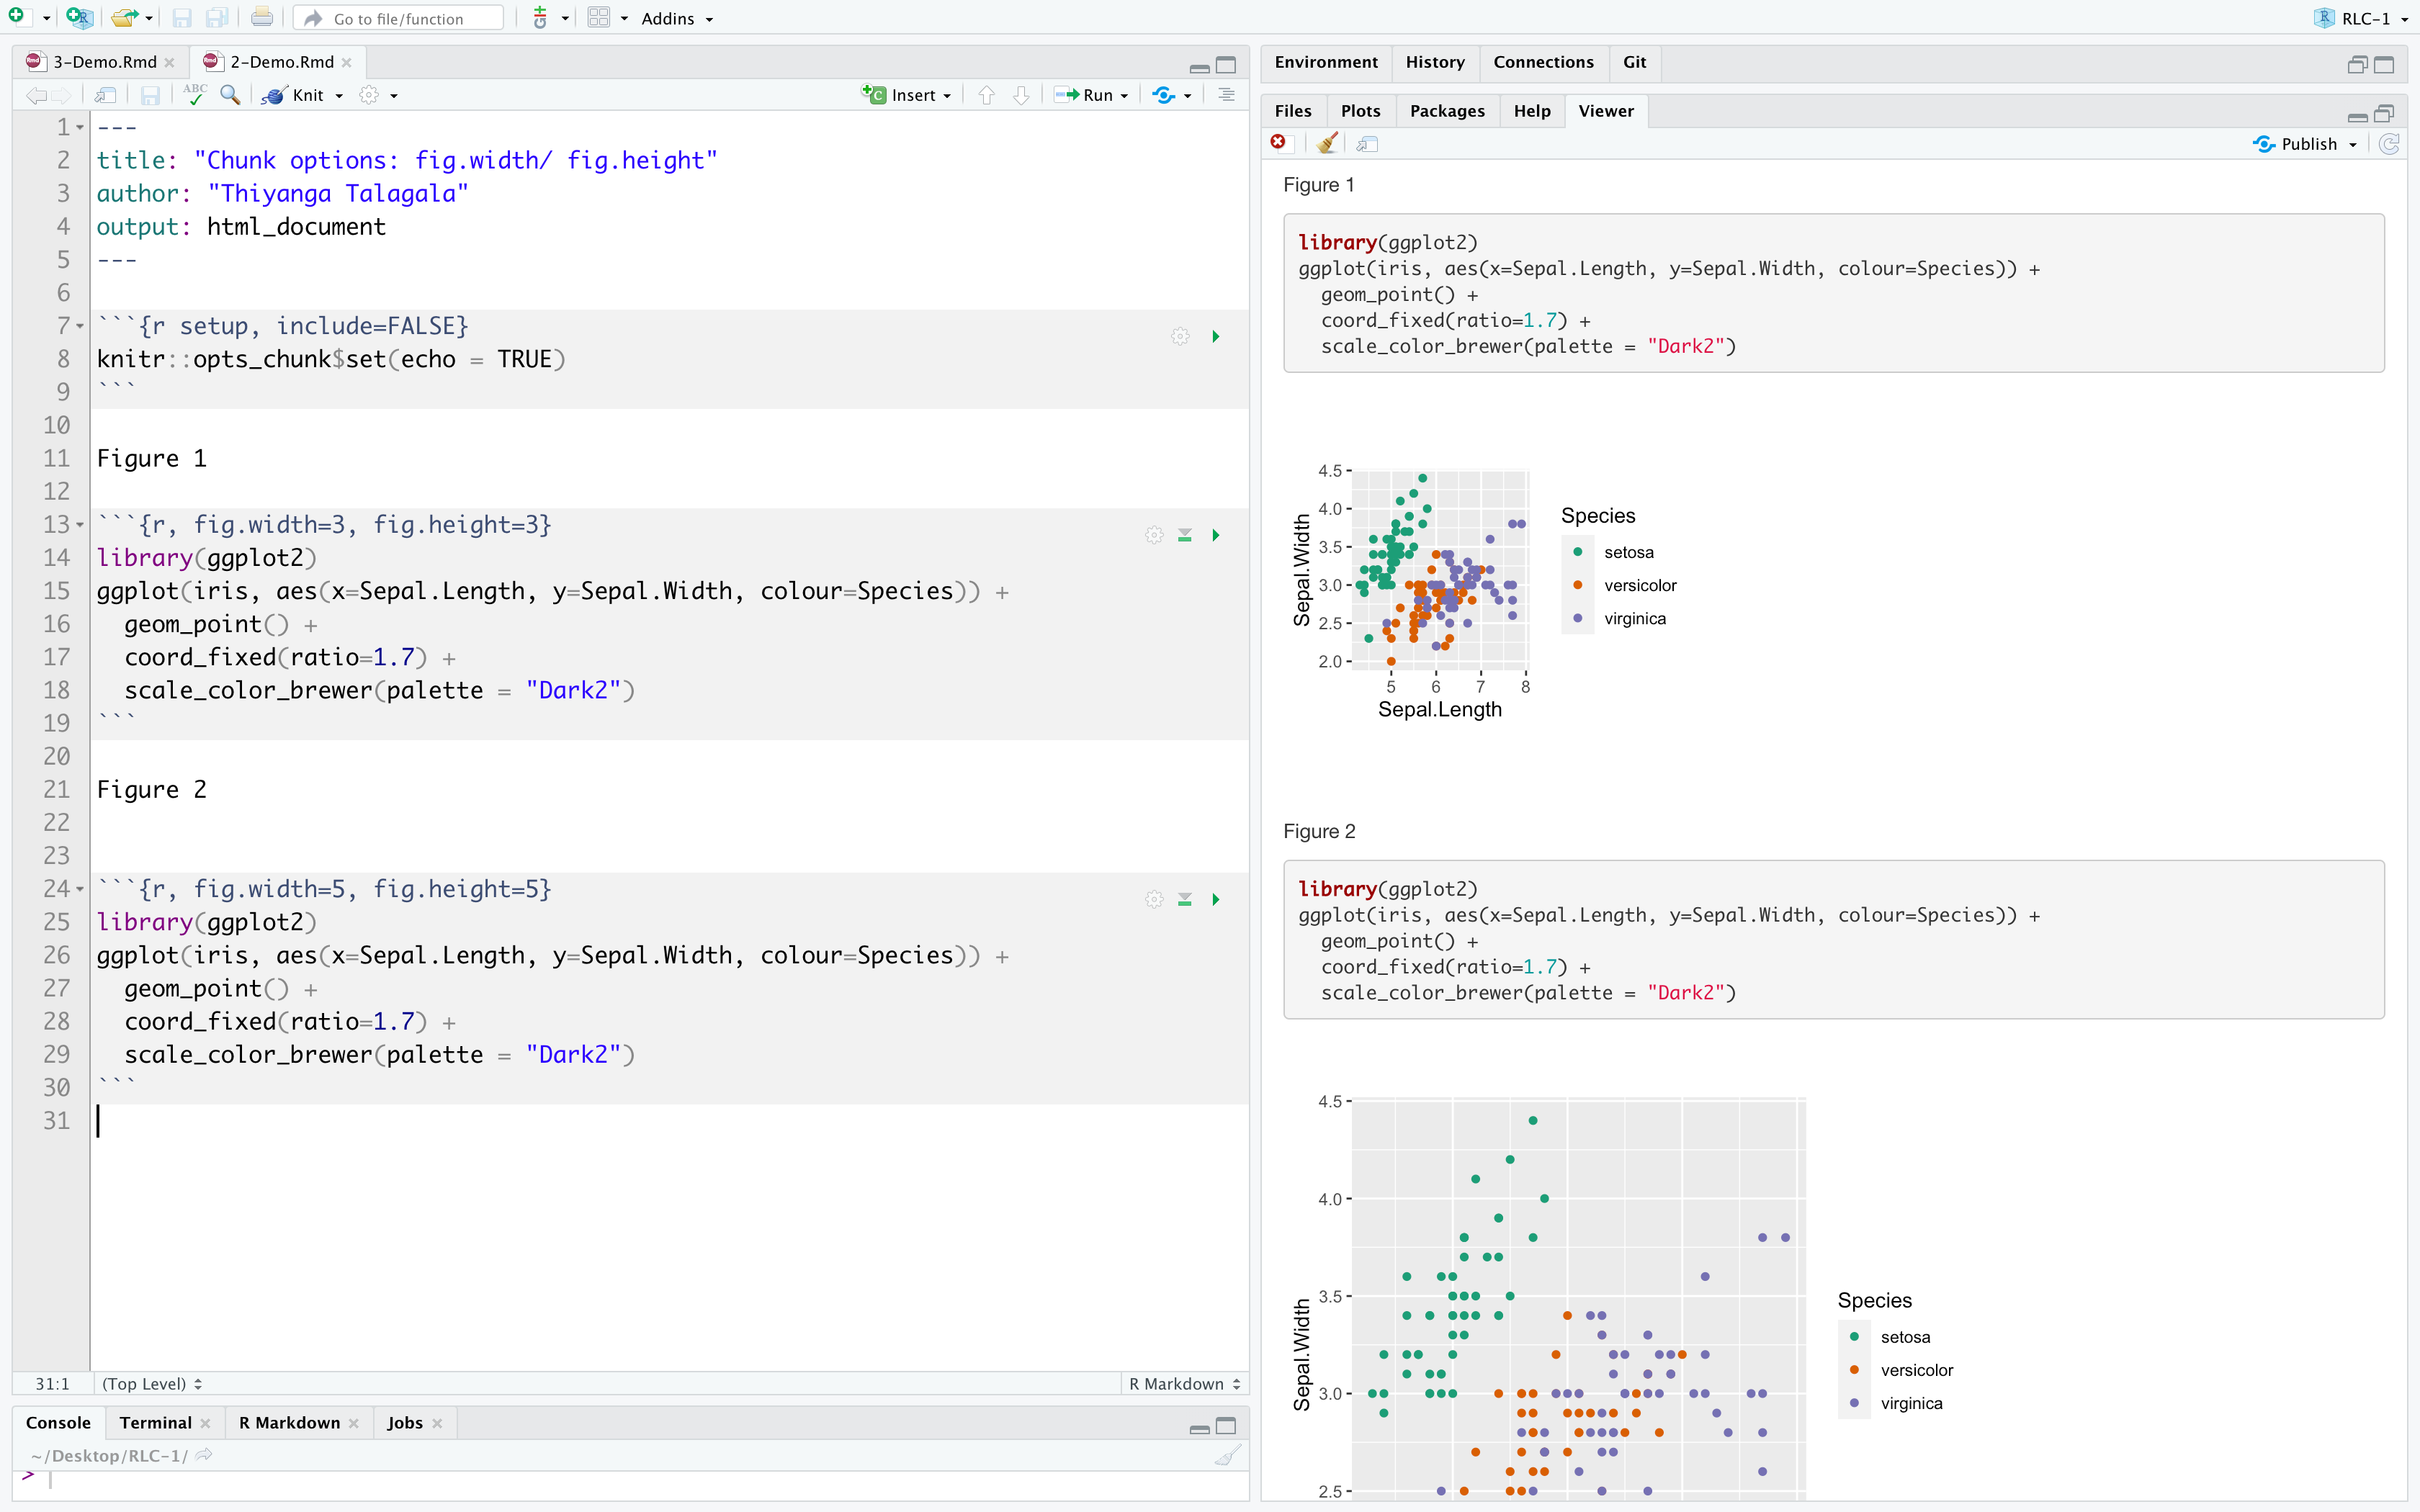 Go to file/function
Addins
RLC-1
3-Demo.Rmd
2-Demo.Rmd
ABC
Knit
Insert
Run
1 ---
2 title: "Chunk options: fig.width/ fig.height"
3 author: "Thiyanga Talagala"
4 output: html_document
5 ---
6
7 ```{r setup, include=FALSE}
8 knitr::opts_chunk$set(echo = TRUE)
9 ```
10
11 Figure 1
12
13 ```{r, fig.width=3, fig.height=3}
14 library(ggplot2)
15 ggplot(iris, aes(x=Sepal.Length, y=Sepal.Width, colour=Species)) +
16 geom_point() +
17 coord_fixed(ratio=1.7) +
18 scale_color_brewer(palette = "Dark2")
19 ```
20
21 Figure 2
22
23
24 ```{r, fig.width=5, fig.height=5}
25 library(ggplot2)
26 ggplot(iris, aes(x=Sepal.Length, y=Sepal.Width, colour=Species)) +
27 geom_point() +
28 coord_fixed(ratio=1.7) +
29 scale_color_brewer(palette = "Dark2")
30 ```
31
31:1 (Top Level) R Markdown
Console Terminal R Markdown Jobs
~/Desktop/RLC-1/
>
Environment History Connections Git
Files Plots Packages Help Viewer
Publish
Figure 1
library(ggplot2)
ggplot(iris, aes(x=Sepal.Length, y=Sepal.Width, colour=Species)) +
geom_point() +
coord_fixed(ratio=1.7) +
scale_color_brewer(palette = "Dark2")
4.5
4.0
3.5
3.0
2.5
2.0
Sepal.Width
5 6 7 8
Sepal.Length
Species
setosa
versicolor
virginica
Figure 2
library(ggplot2)
ggplot(iris, aes(x=Sepal.Length, y=Sepal.Width, colour=Species)) +
geom_point() +
coord_fixed(ratio=1.7) +
scale_color_brewer(palette = "Dark2")
4.5
4.0
3.5
3.0
2.5
Sepal.Width
Species
setosa
versicolor
virginica